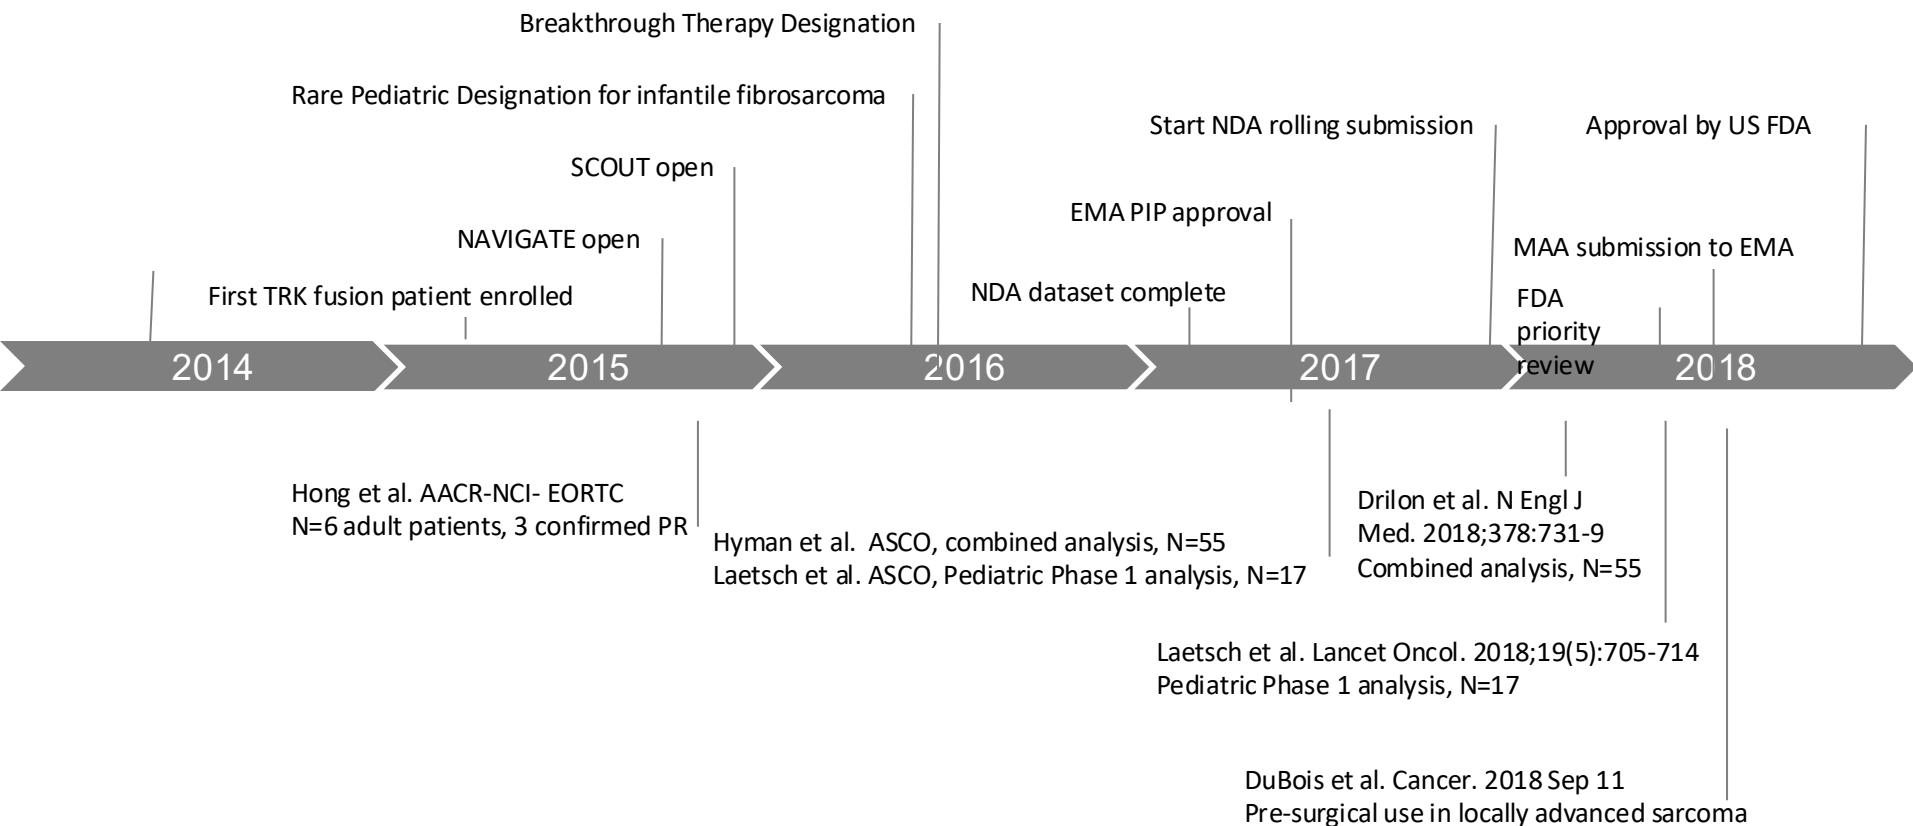 Breakthrough Therapy Designation
Rare Pediatric Designation for infantile fibrosarcoma
Start NDA rolling submission
Approval by US FDA
SCOUT open
EMA PIP approval
NAVIGATE open
MAA submission to EMA
First TRK fusion patient enrolled
NDA dataset complete
FDA
priority
review
2014
2015
2016
2017
2018
Hong et al. AACR-NCI- EORTC
N=6 adult patients, 3 confirmed PR
Hyman et al.  ASCO, combined analysis, N=55
Laetsch et al. ASCO, Pediatric Phase 1 analysis, N=17
Drilon et al. N Engl J
Med. 2018;378:731-9
Combined analysis, N=55
Laetsch et al. Lancet Oncol. 2018;19(5):705-714
Pediatric Phase 1 analysis, N=17
DuBois et al. Cancer. 2018 Sep 11
Pre-surgical use in locally advanced sarcoma